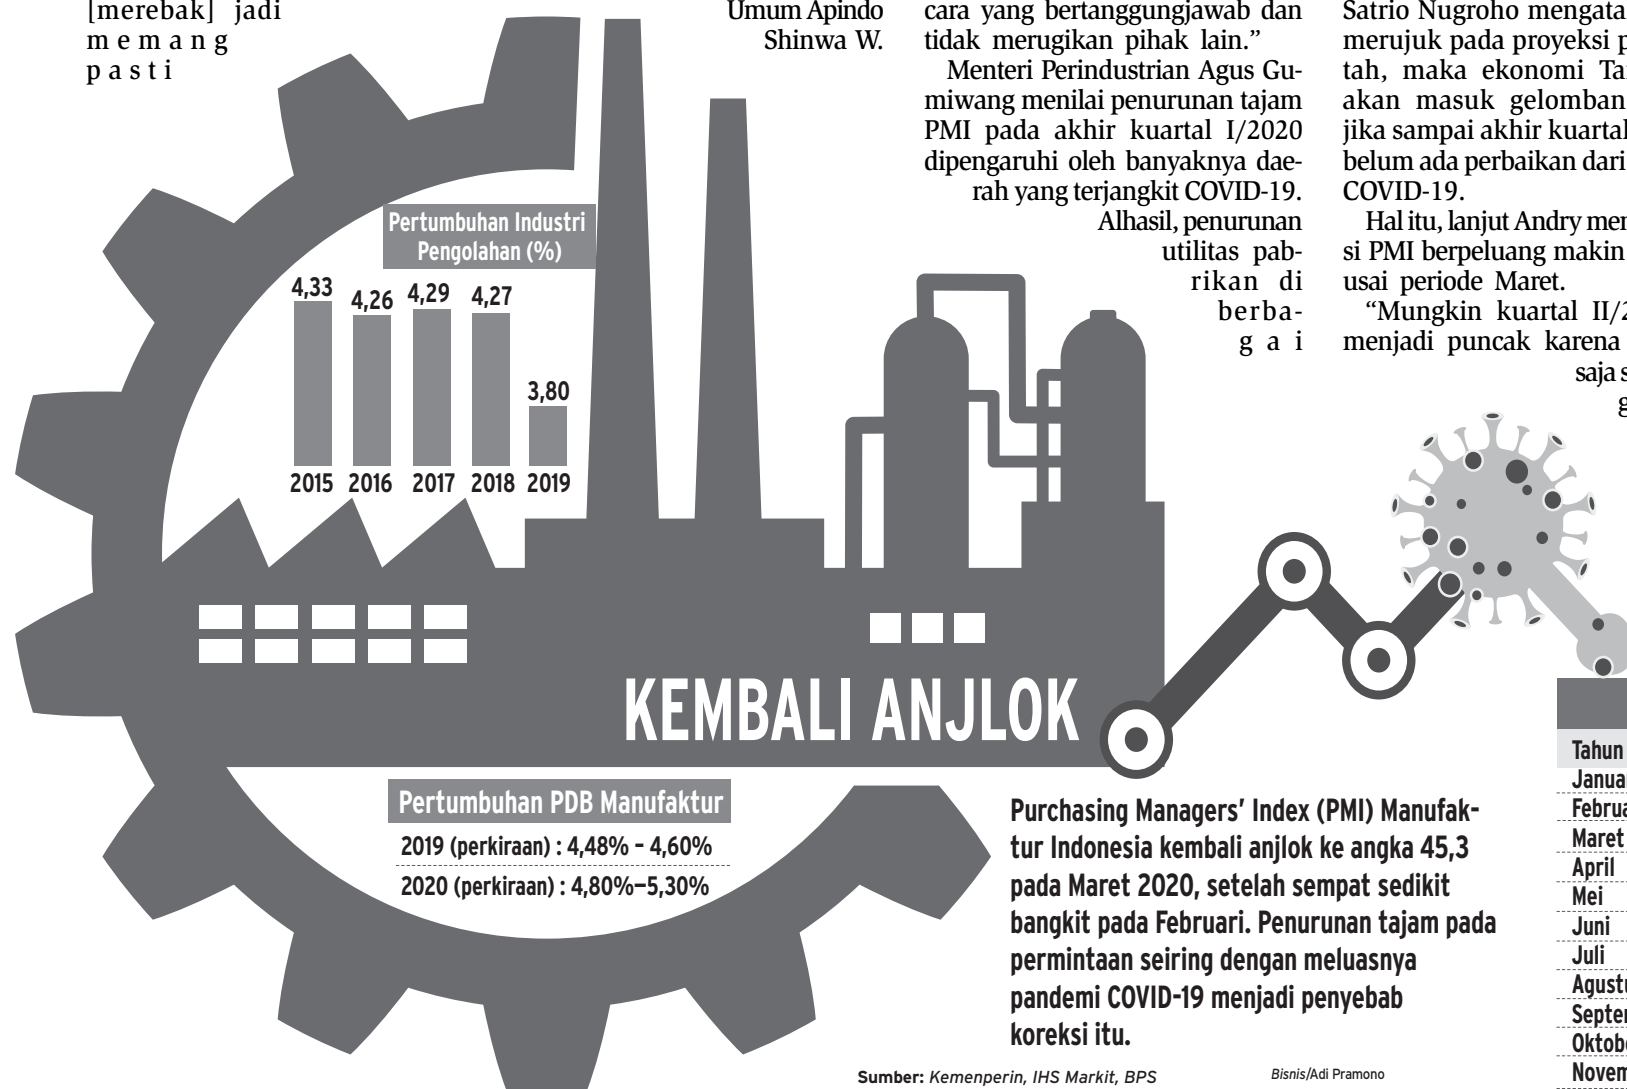 [merebak] jadi
memang
pasti
Umum Apindo
Shinwa W.
cara yang bertanggungjawab dan
tidak merugikan pihak lain.”
Menteri Perindustrian Agus Gu-
miwang menilai penurunan tajam
PMI pada akhir kuartal I/2020
dipengaruhi oleh banyaknya dae-
rah yang terjangkit COVID-19.
Alhasil, penurunan
utilitas pab-
rikan di
berba-
gai
Satrio Nugroho
merujuk pada proyeksi
tah, maka ekonomi
akan masuk
jika sampai akhir
belum ada perbaikan dari
COVID-19.
Hal itu, lanjut Andry
si PMI berpeluang makin
usai periode Maret.
“Mungkin kuartal
menjadi puncak karena
saja
Pertumbuhan Industri
Pengolahan (%)
4,33 4,26 4,29 4,27 3,80
2015 2016 2017 2018 2019
KEMBALI ANJLOK
Pertumbuhan PDB Manufaktur
2019 (perkiraan) : 4,48% - 4,60%
2020 (perkiraan) : 4,80%–5,30%
Purchasing Managers’ Index (PMI) Manufak-
tur Indonesia kembali anjlok ke angka 45,3
pada Maret 2020, setelah sempat sedikit
bangkit pada Februari. Penurunan tajam pada
permintaan seiring dengan meluasnya
pandemi COVID-19 menjadi penyebab
koreksi itu.
Sumber: Kemenperin, IHS Markit, BPS
Bisnis/Adi Pramono
Tahun
Maret
April
Mei
Juni
Juli